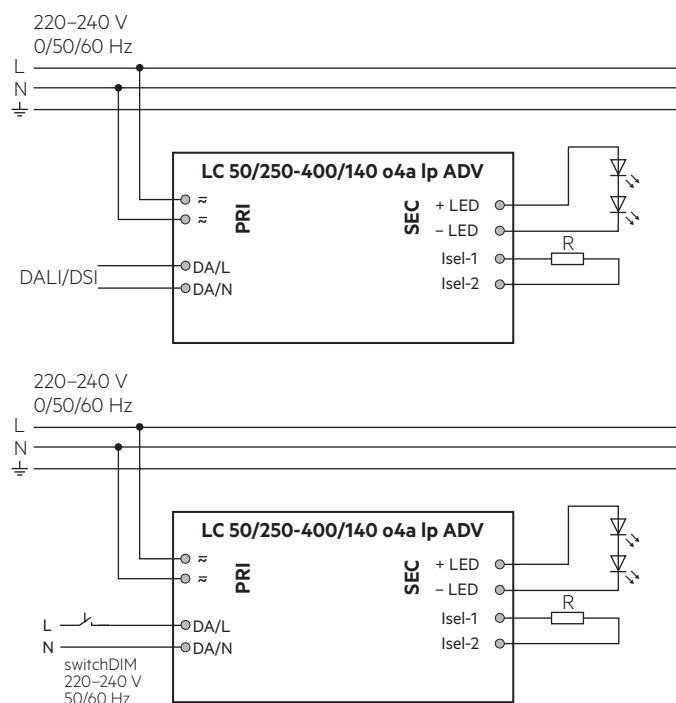 220–240 V
0/50/60 Hz
L
N
LC 50/250-400/140 o4a lp ADV
PRI
SEC
+ LED
– LED
R
Isel-1
Isel-2
DALI/DSI
DA/L
DA/N
220–240 V
0/50/60 Hz
L
N
LC 50/250-400/140 o4a lp ADV
PRI
SEC
+ LED
– LED
R
Isel-1
Isel-2
L
DA/L
N
DA/N
switchDIM
220–240 V
50/60 Hz